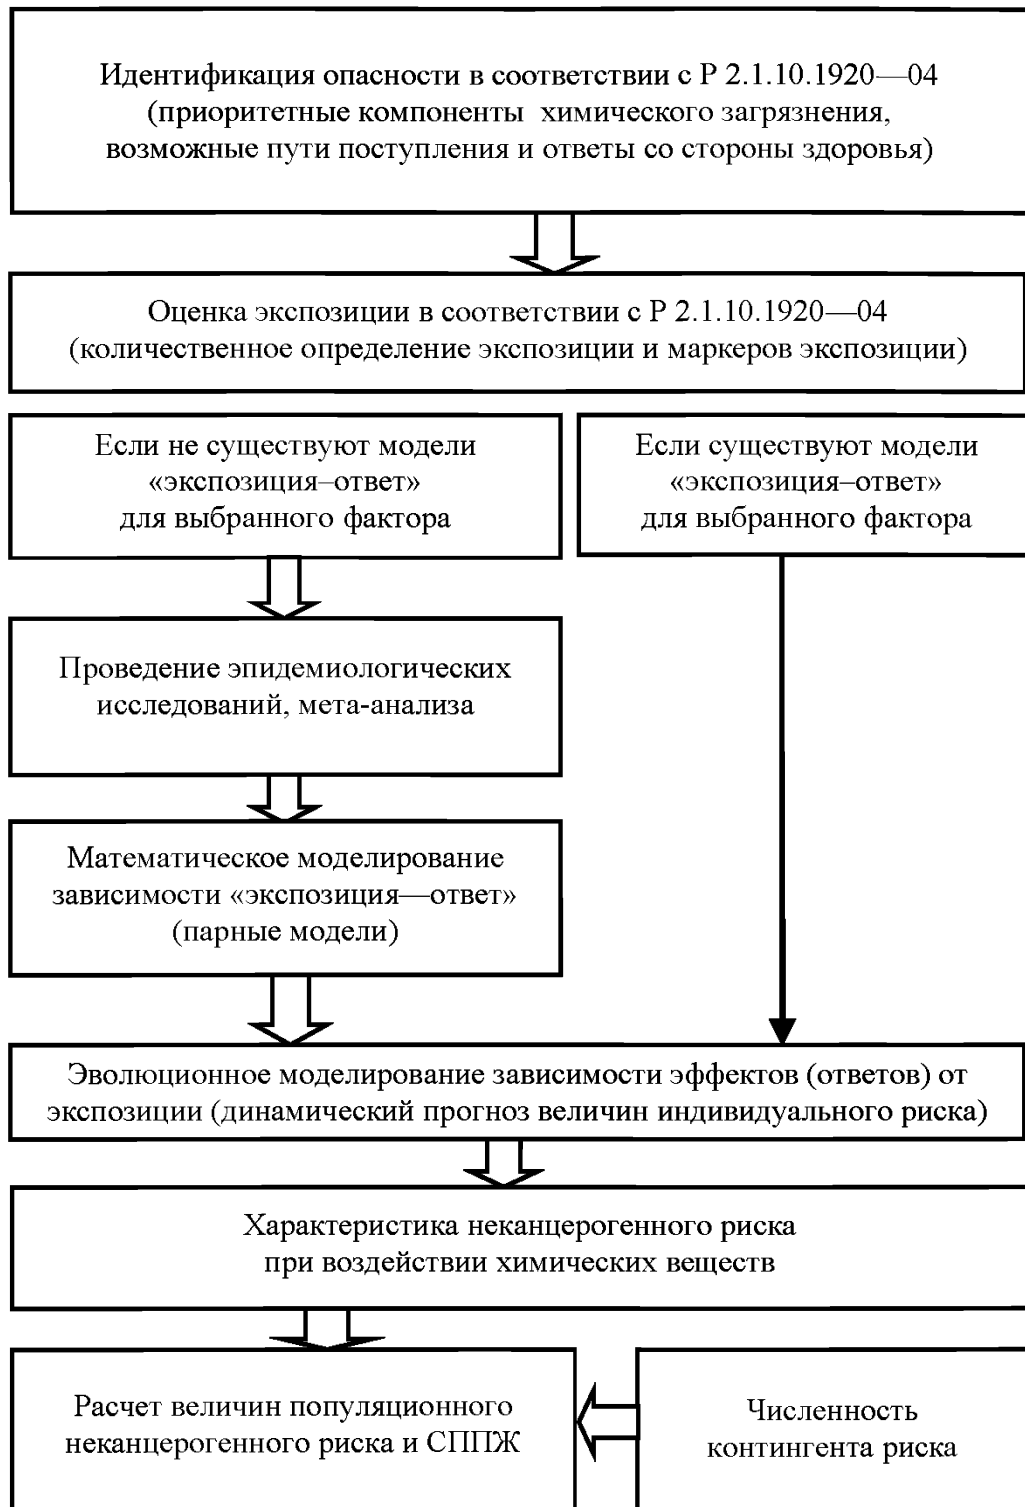 Идентификация опасности в соответствии с Р 2.1.10.1920—04
(приоритетные компоненты химического загрязнения,
возможные пути поступления и ответы со стороны здоровья)
Оценка экспозиции в соответствии с Р 2.1.10.1920—04
(количественное определение экспозиции и маркеров экспозиции)
Если не существуют модели
«экспозиция–ответ»
для выбранного фактора
Если существуют модели
«экспозиция–ответ»
для выбранного фактора
Проведение эпидемиологических
исследований, мета-анализа
Математическое моделирование
зависимости «экспозиция—ответ»
(парные модели)
Эволюционное моделирование зависимости эффектов (ответов) от
экспозиции (динамический прогноз величин индивидуального риска)
Характеристика неканцерогенного риска
при воздействии химических веществ
Расчет величин популяционного
неканцерогенного риска и СППЖ
Численность
контингента риска